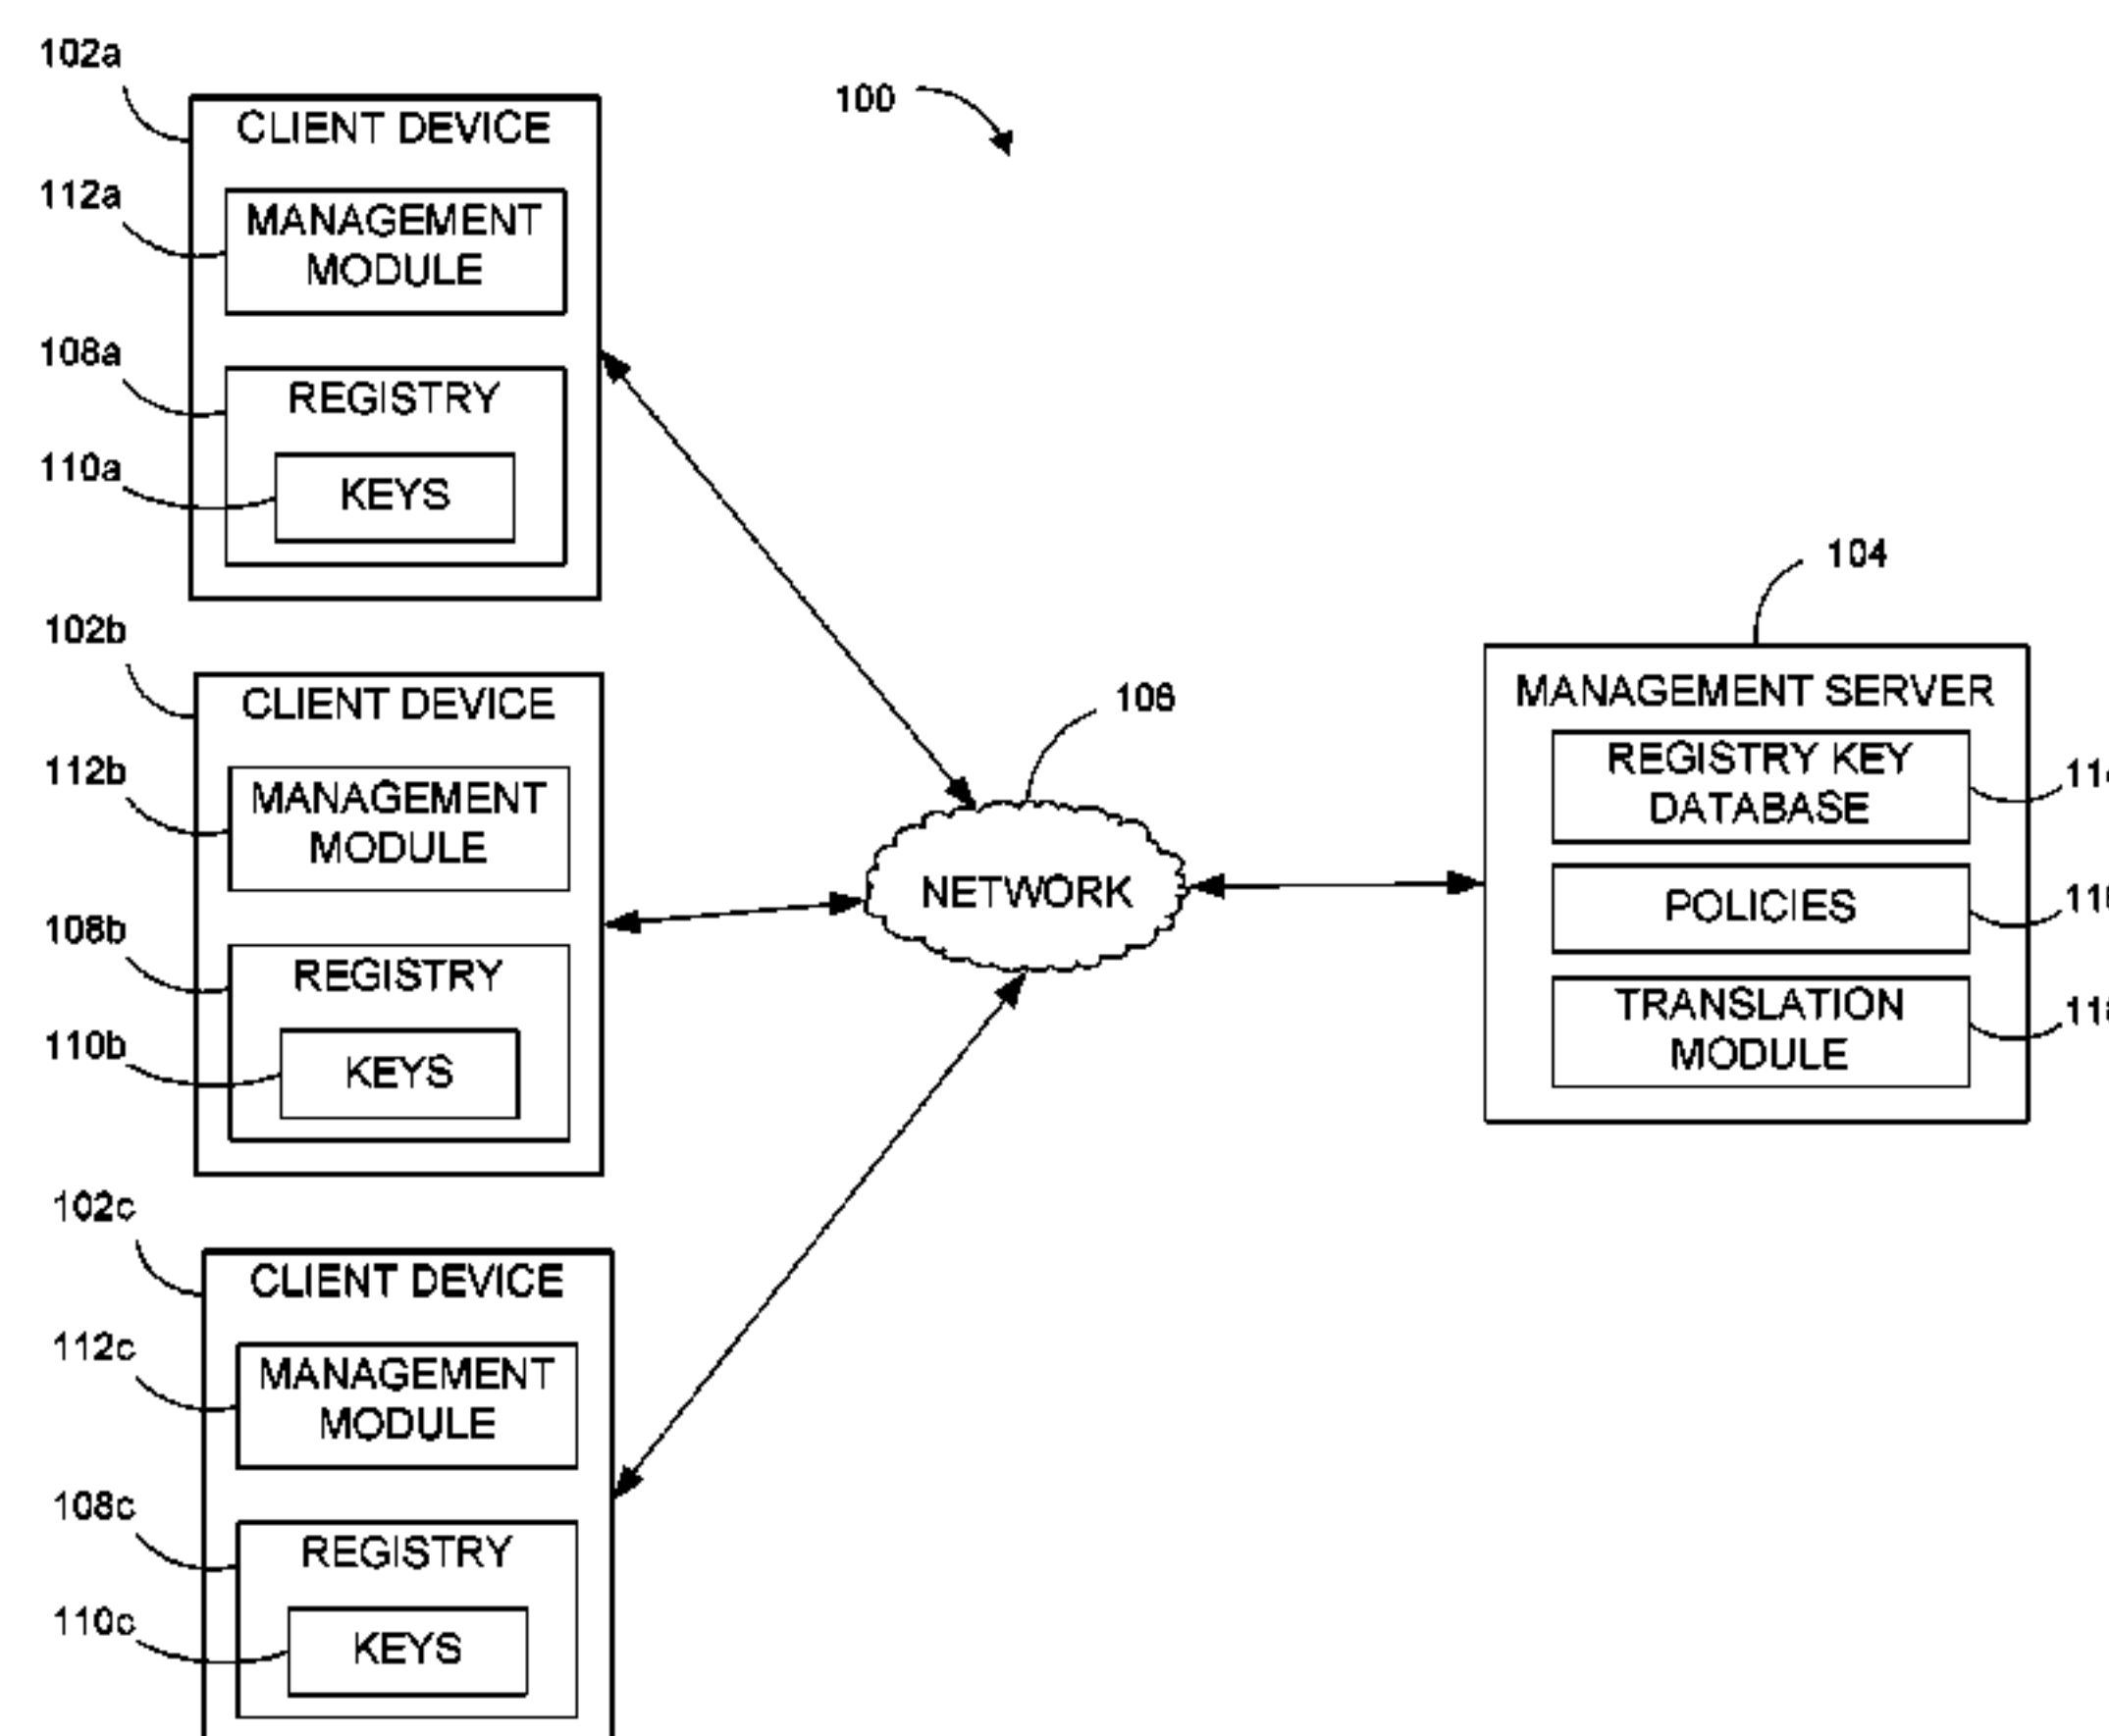 102a
CLIENT DEVICE
112a
MANAGEMENT
MODULE
108a
REGISTRY
110a
KEYS
100
102b
CLIENT DEVICE
112b
MANAGEMENT
MODULE
108b
REGISTRY
110b
KEYS
102c
CLIENT DEVICE
112c
MANAGEMENT
MODULE
108c
REGISTRY
110c
KEYS
106
NETWORK
104
MANAGEMENT SERVER
REGISTRY KEY
DATABASE
POLICIES
TRANSLATION
MODULE